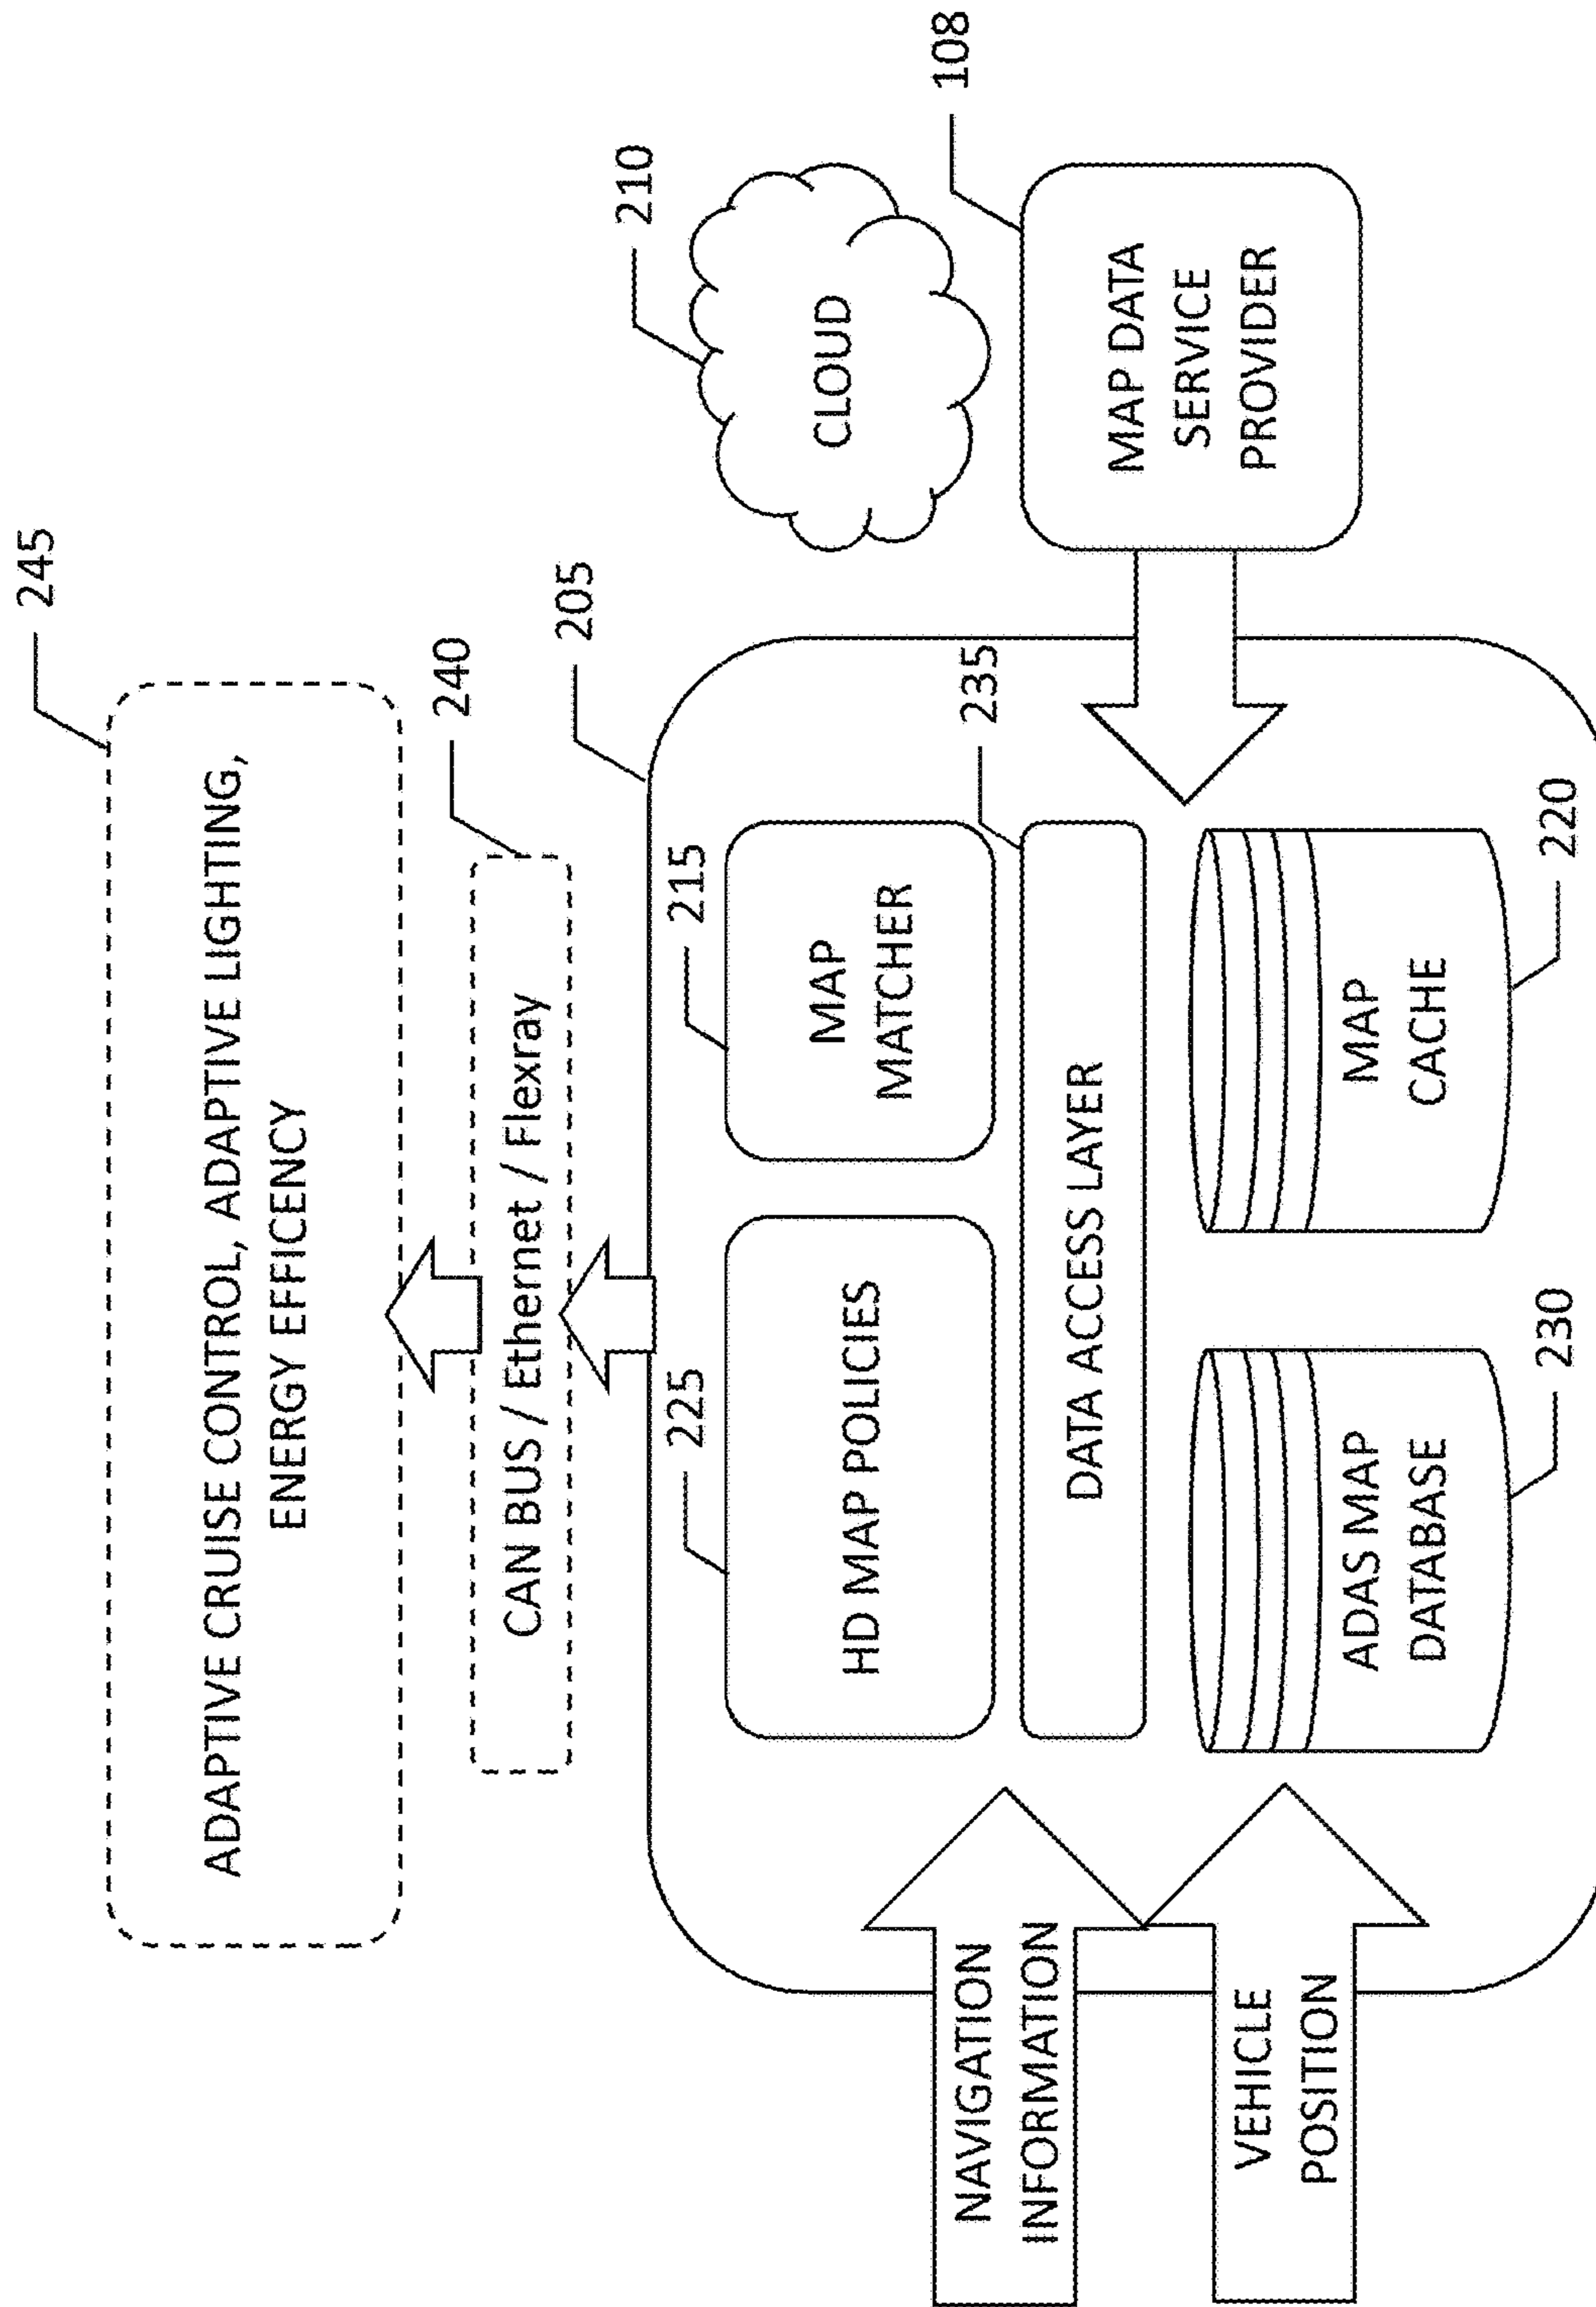 245
ADAPTIVE CRUISE CONTROL, ADAPTIVE LIGHTING,
ENERGY EFFICENCY
240
CAN BUS / Ethernet / Flexray
205
210
CLOUD
225
HD MAP POLICIES
215
MAP
MATCHER
235
DATA ACCESS LAYER
108
MAP DATA
SERVICE
PROVIDER
NAVIGATION
INFORMATION
VEHICLE
POSITION
ADAS MAP
DATABASE
230
MAP
CACHE
220